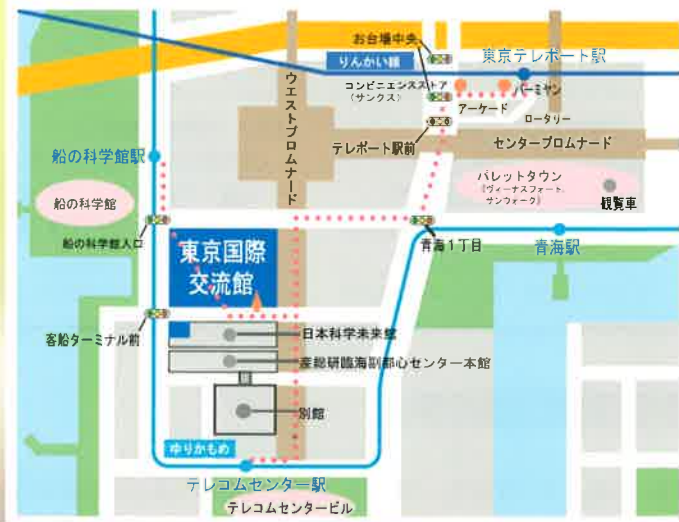 お台場中央
りんかい線
東京テレポート駅
コンビニエンスストア
(サンクス)
バーミヤン
アーケード
ロータリー
ウエストプロムナード
テレポート駅前
センタープロムナード
船の科学館駅
パレットタウン
(ヴィーナスフォート、
サンウォーク)
観覧車
船の科学館
船の科学館入口
青海1丁目
青海駅
東京国際
交流館
客船ターミナル前
日本科学未来館
産総研臨海副都心センター本館
別館
ゆりかもめ
テレコムセンター駅
テレコムセンタービル